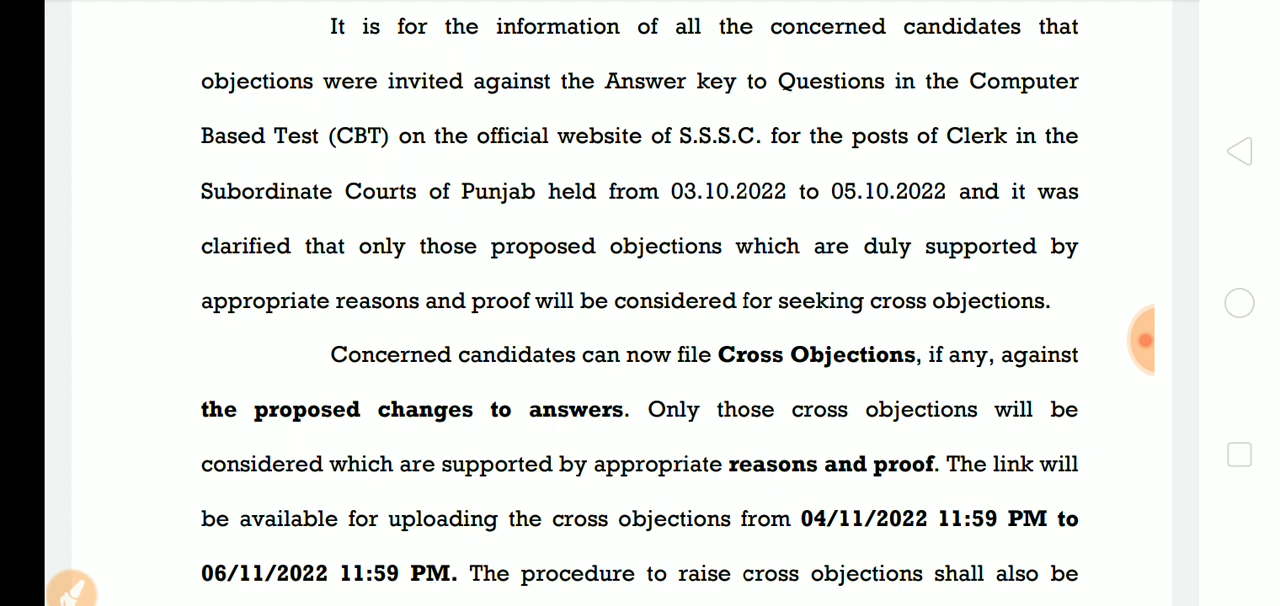 It is for the information of all the concerned candidates that
objections were invited against the Answer key to Questions in the Computer
Based Test (CBT) on the official website of S.S.S.C. for the posts of Clerk in the
Subordinate Courts of Punjab held from 03.10.2022 to 05.10.2022 and it was
clarified that only those proposed objections which are duly supported by
appropriate reasons and proof will be considered for seeking cross objections.
Concerned candidates can now file Cross Objections, if any, against
the proposed changes to answers. Only those cross objections will be
considered which are supported by appropriate reasons and proof. The link will
be available for uploading the cross objections from 04/11/2022 11:59 PM to
06/11/2022 11:59 PM. The procedure to raise cross objections shall also be